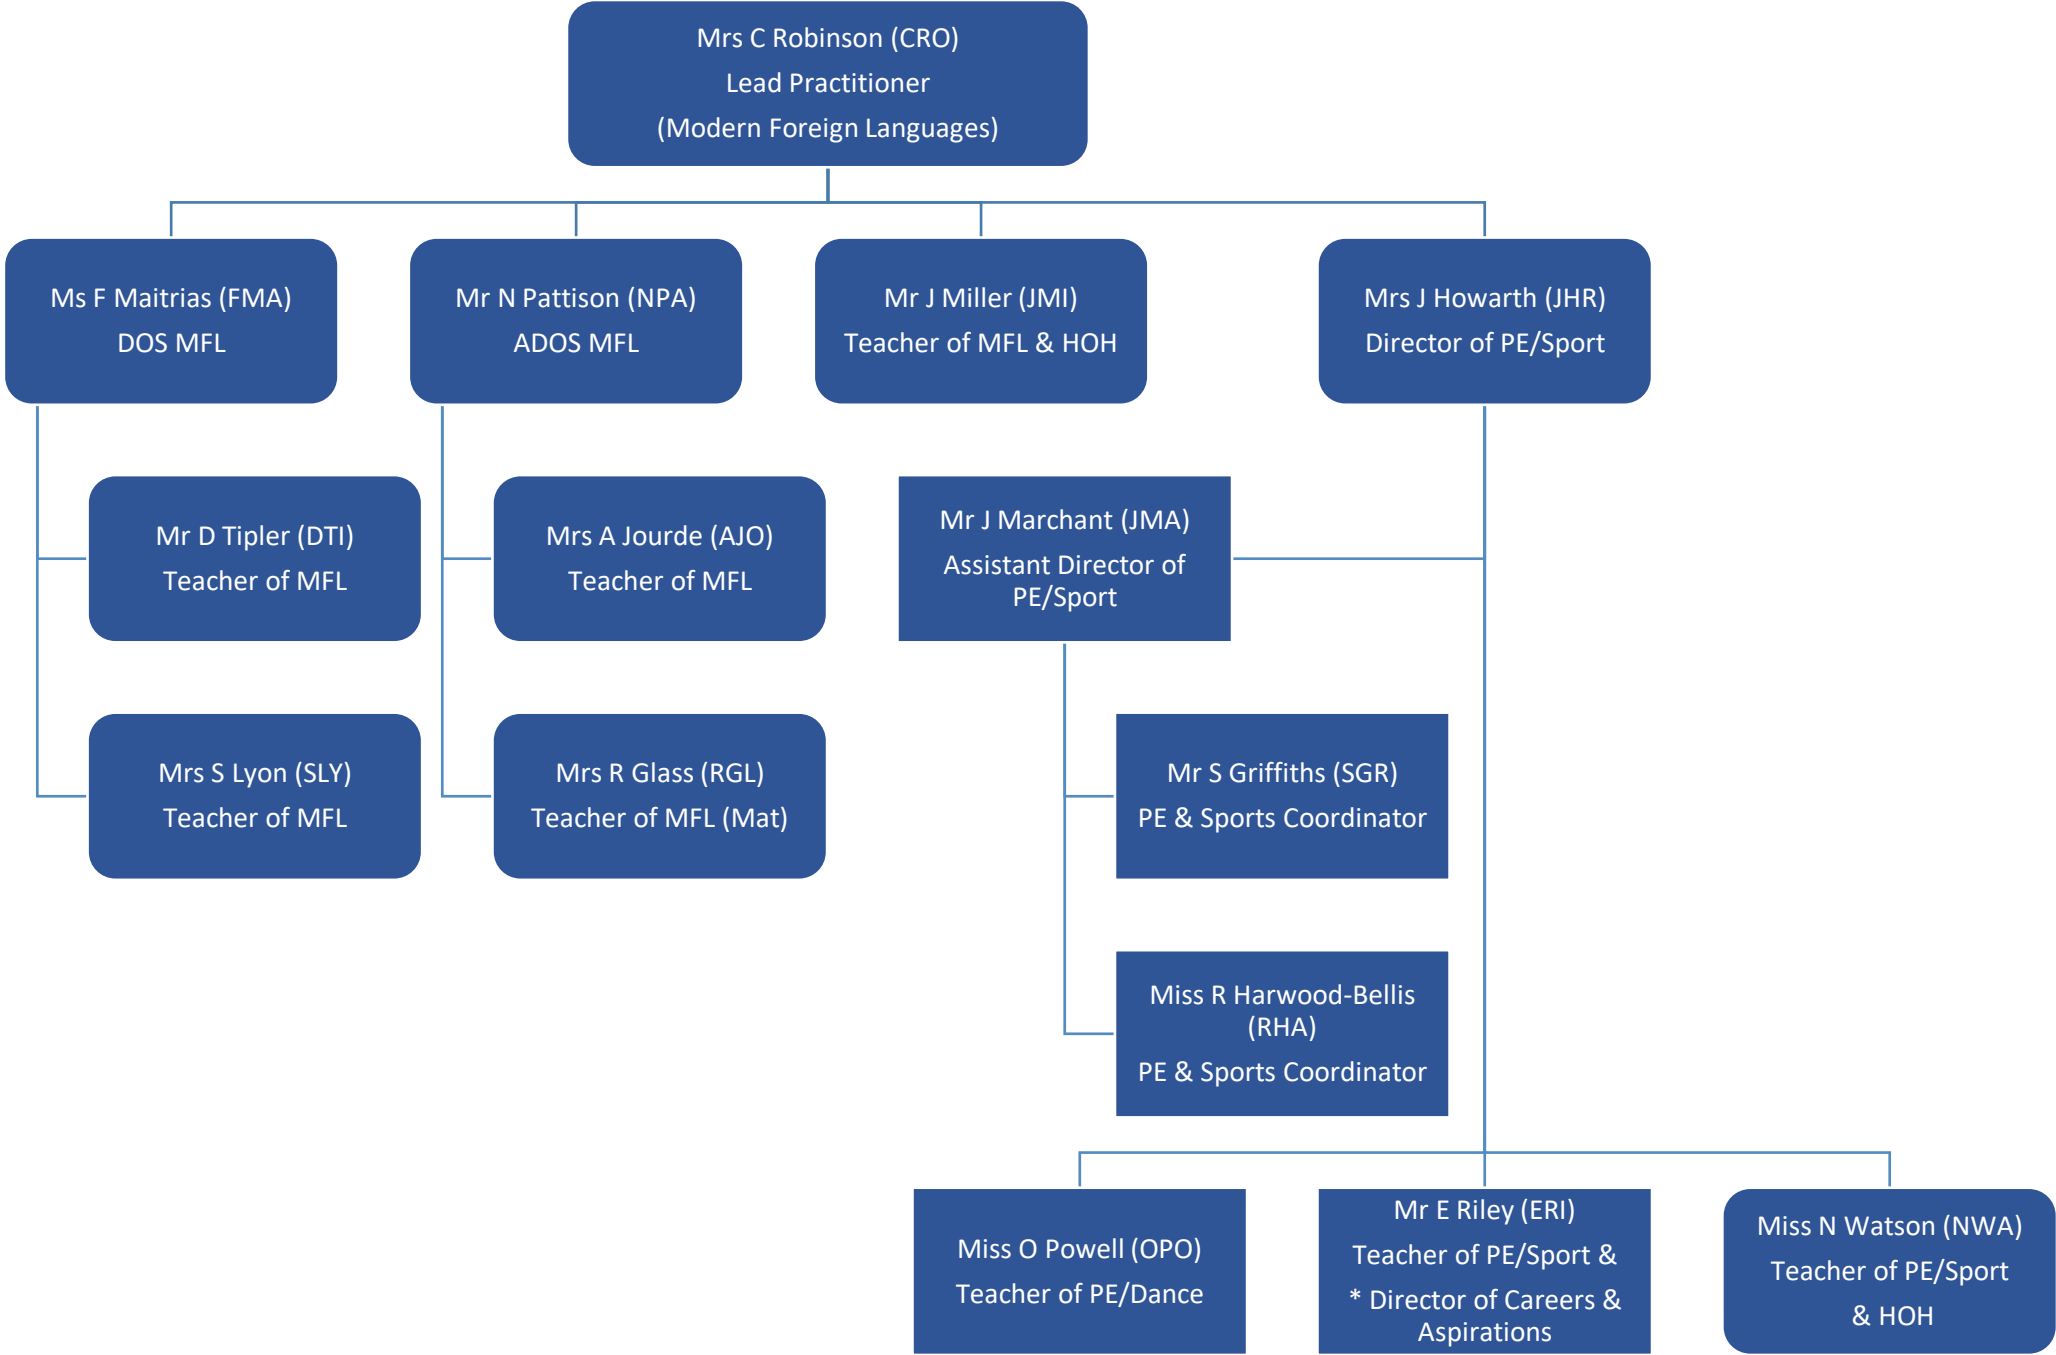 Mrs C Robinson (CRO)
Lead Practitioner
(Modern Foreign Languages)
Ms F Maitrias (FMA)
DOS MFL
Mr N Pattison (NPA)
ADOS MFL
Mr J Miller (JMI)
Teacher of MFL & HOH
Mrs J Howarth (JHR)
Director of PE/Sport
Mr D Tipler (DTI)
Teacher of MFL
Mrs A Jourde (AJO)
Teacher of MFL
Mr J Marchant (JMA)
Assistant Director of
PE/Sport
Mrs S Lyon (SLY)
Teacher of MFL
Mrs R Glass (RGL)
Teacher of MFL (Mat)
Mr S Griffiths (SGR)
PE & Sports Coordinator
Miss R Harwood-Bellis
(RHA)
PE & Sports Coordinator
Miss O Powell (OPO)
Teacher of PE/Dance
Mr E Riley (ERI)
Teacher of PE/Sport &
* Director of Careers &
Aspirations
Miss N Watson (NWA)
Teacher of PE/Sport
& HOH